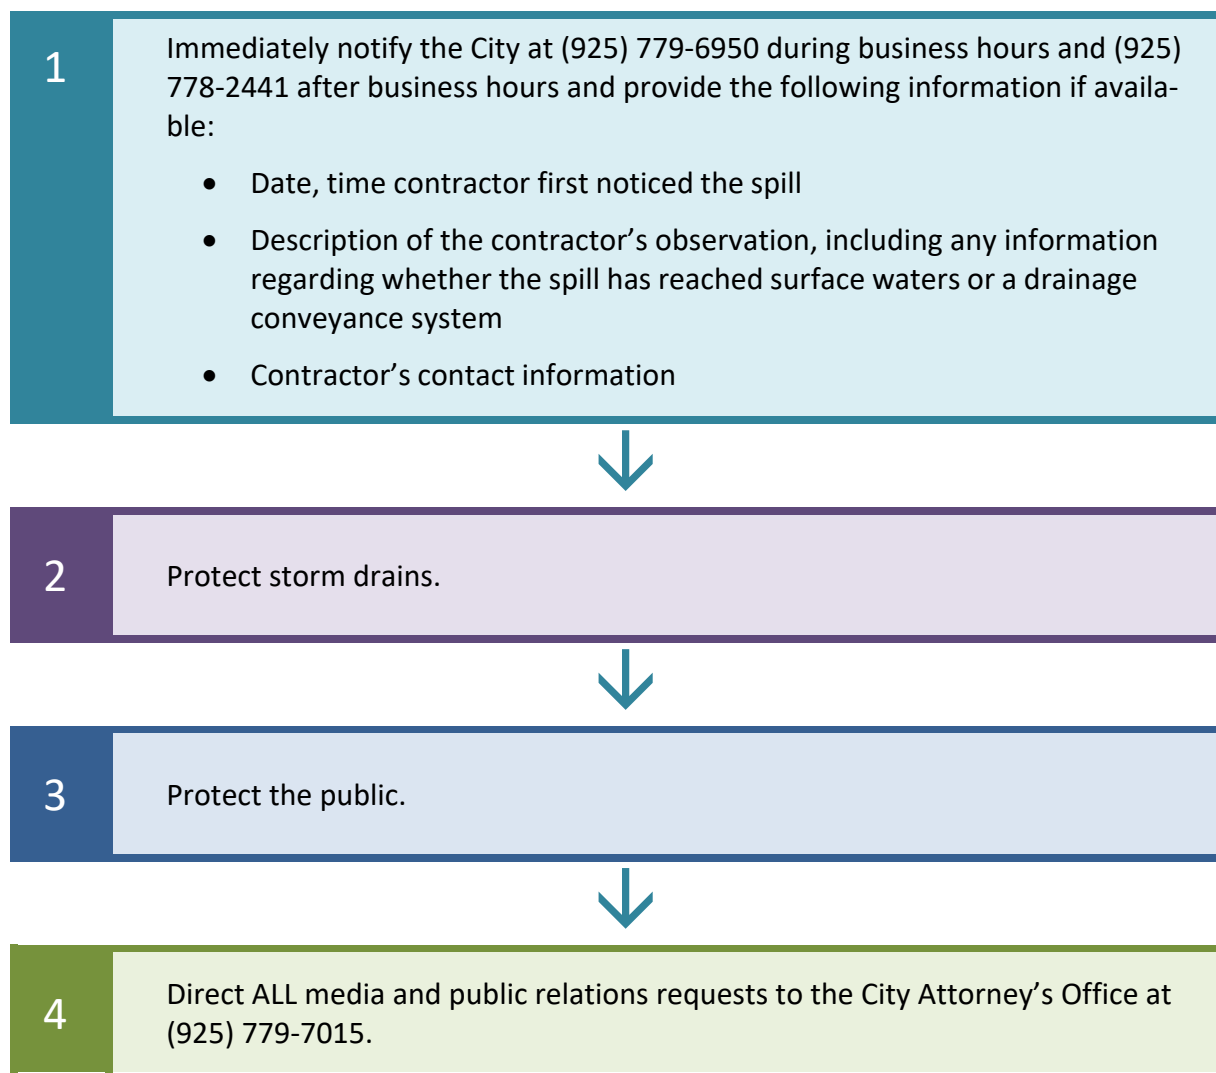 1
Immediately notify the City at (925) 779-6950 during business hours and (925)
778-2441 after business hours and provide the following information if availa-
ble:
• Date, time contractor first noticed the spill
• Description of the contractor’s observation, including any information
regarding whether the spill has reached surface waters or a drainage
conveyance system
• Contractor’s contact information
2
Protect storm drains.
3
Protect the public.
4
Direct ALL media and public relations requests to the City Attorney’s Office at
(925) 779-7015.